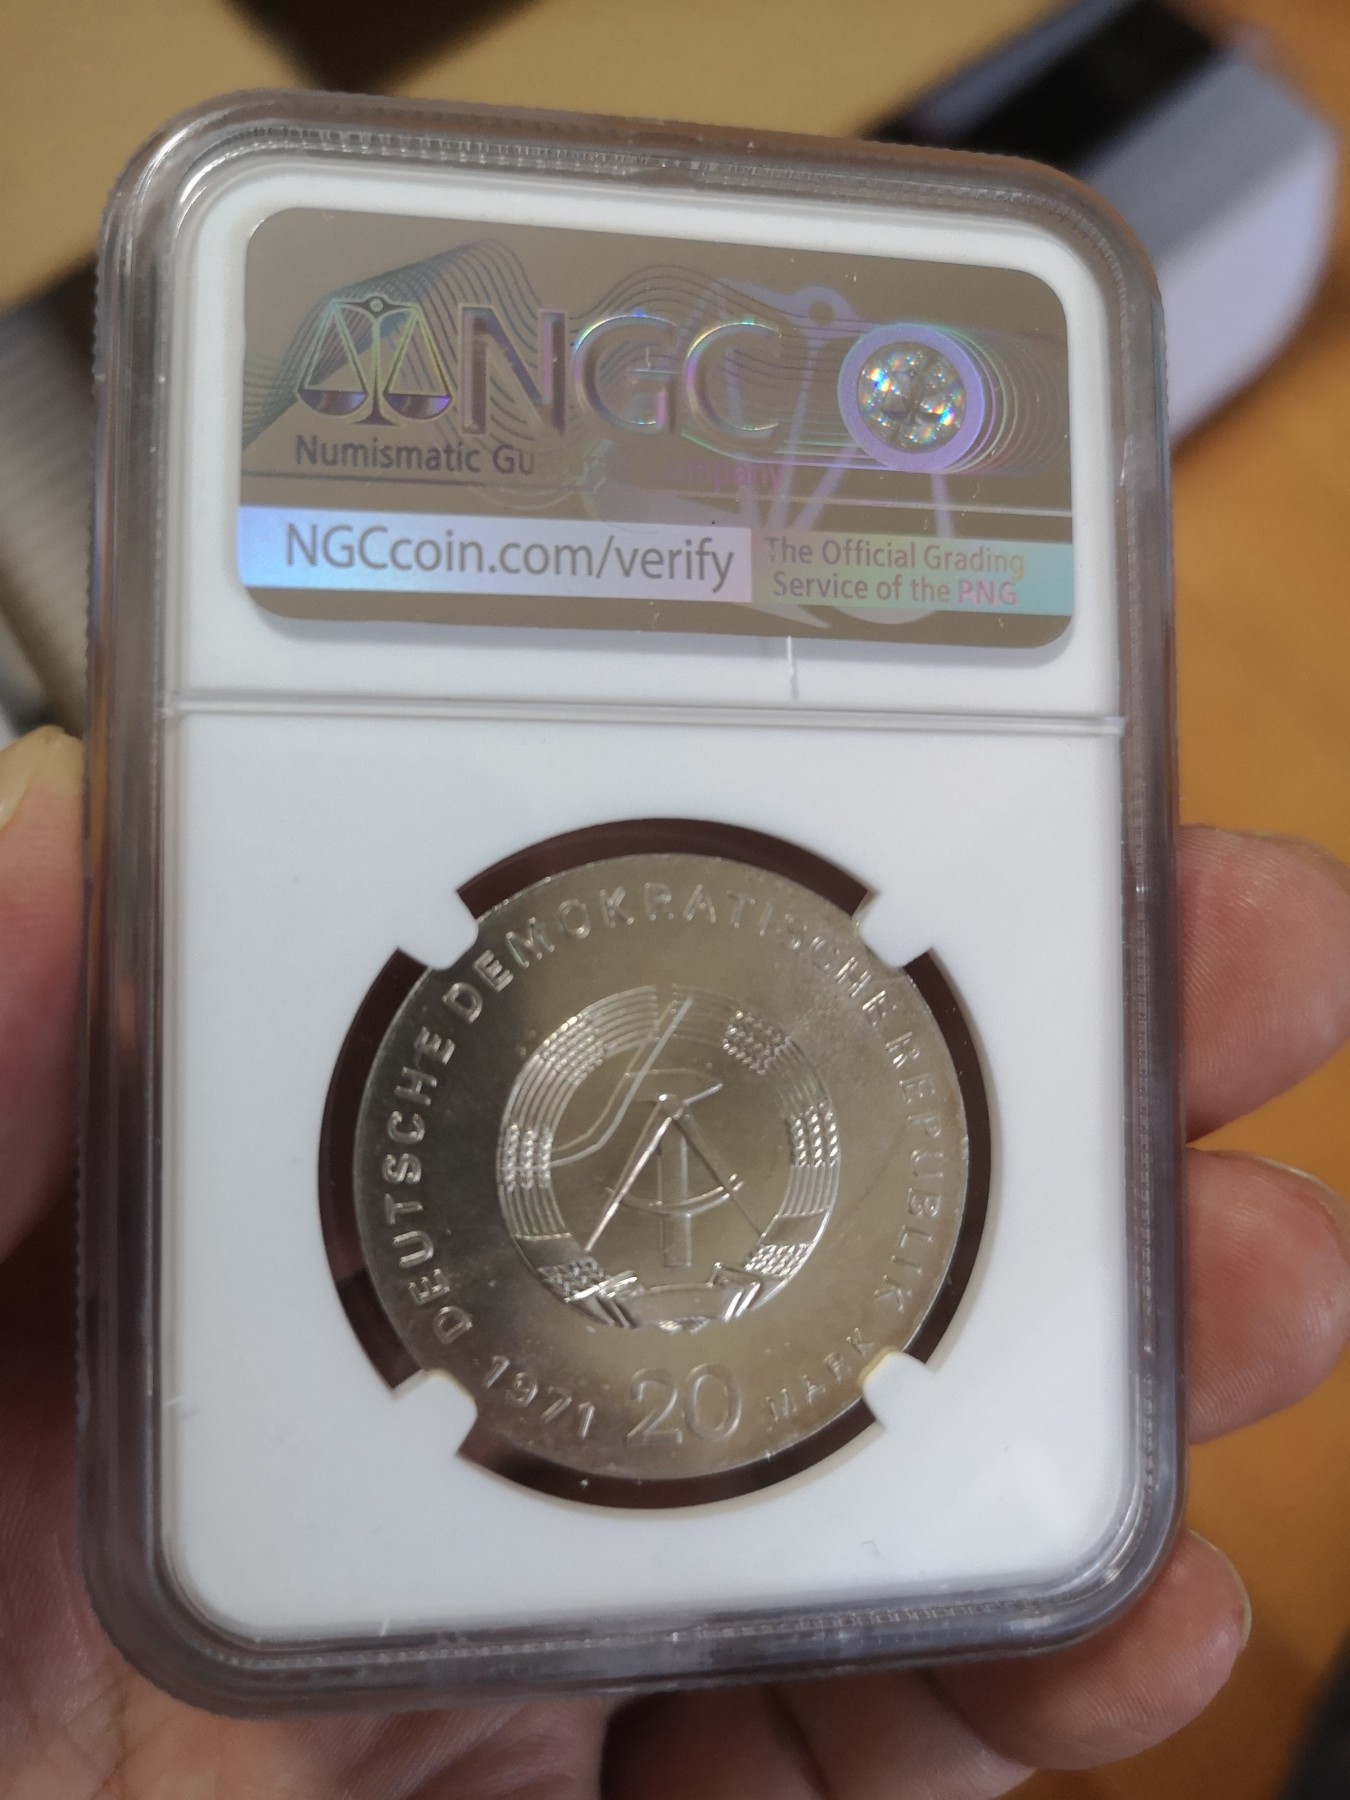 NGC
Numismatic Gu mpany
NGCcoin.com/verify
The Official Grading
Service of the PNG
DEUTSCHE DEMOKRATISCHE REPUBLIK
1971 20 MARK